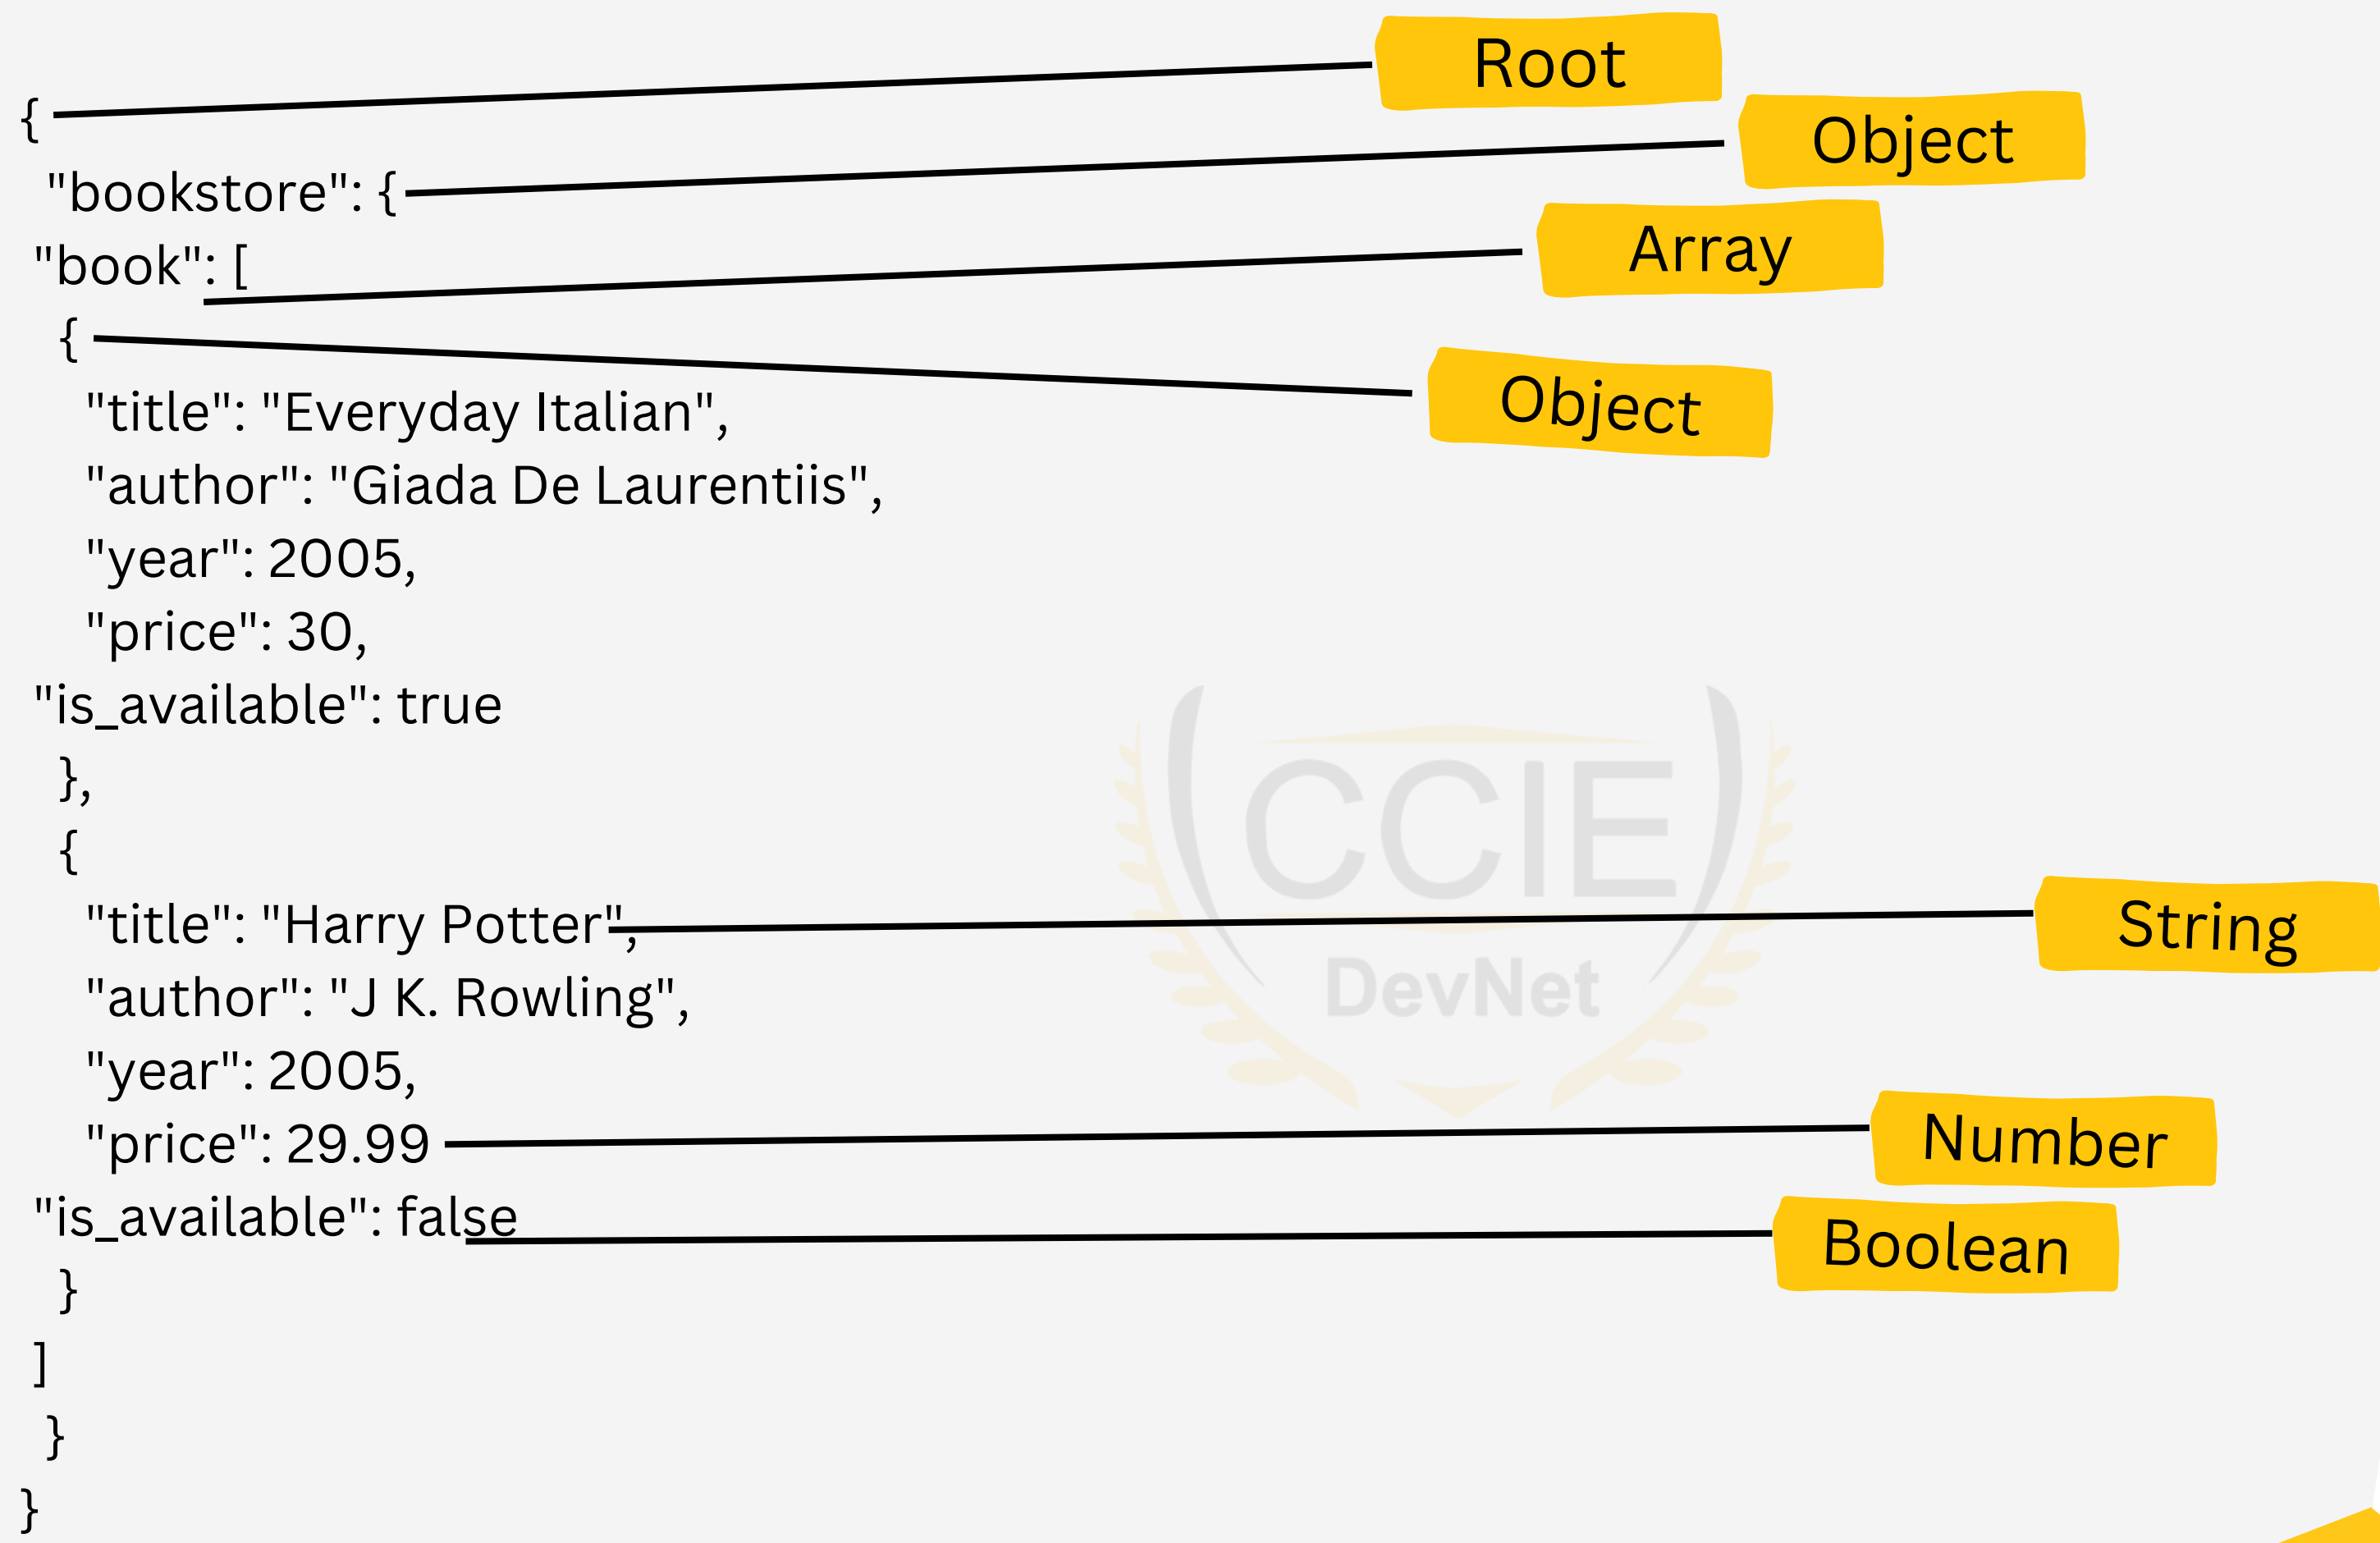 Root
{
Object
"bookstore": {
Array
"book": [
{
Object
"title": "Everyday Italian",
"author": "Giada De Laurentiis",
"year": 2005,
"price": 30,
"is_available": true
},
CCIE
{
String
"title": "Harry Potter",
DevNet
"author": "J K. Rowling",
"year": 2005,
Number
"price": 29.99
Boolean
"is_available": false
}
]
}
}